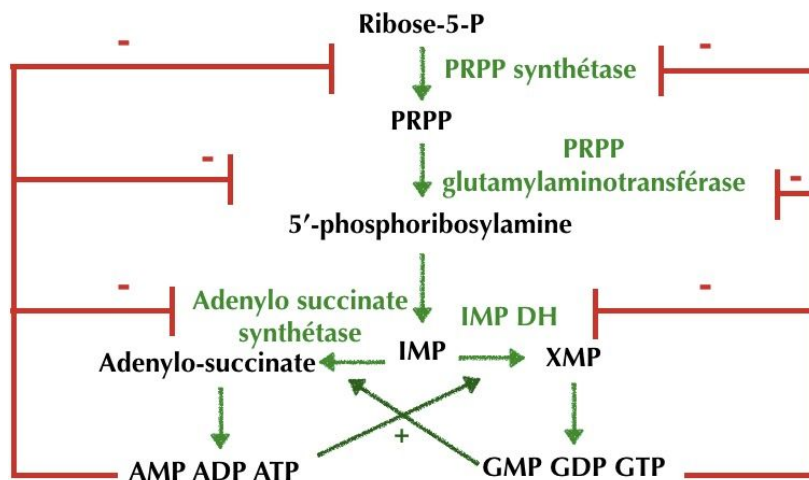 Ribose-5-P
-
-
PRPP synthétase
PRPP
PRPP
glutamylaminotransférase
-
-
5'-phosphoribosylamine
-
-
Adenylo succinate
synthétase
IMP DH
Adenylo-succinate
IMP
XMP
+
AMP ADP ATP
GMP GDP GTP